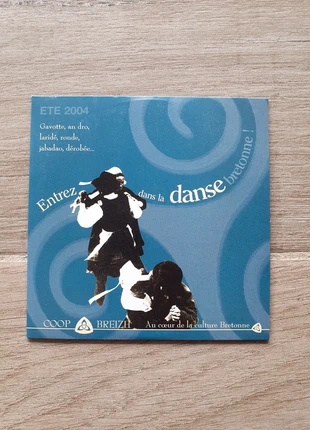 ETE 2004
Gavotte, an dro,
laridé, ronde,
jabadao, dérobée...
Entrez dans la danse bretonne !
COOP BREIZH Au cœur de la culture Bretonne